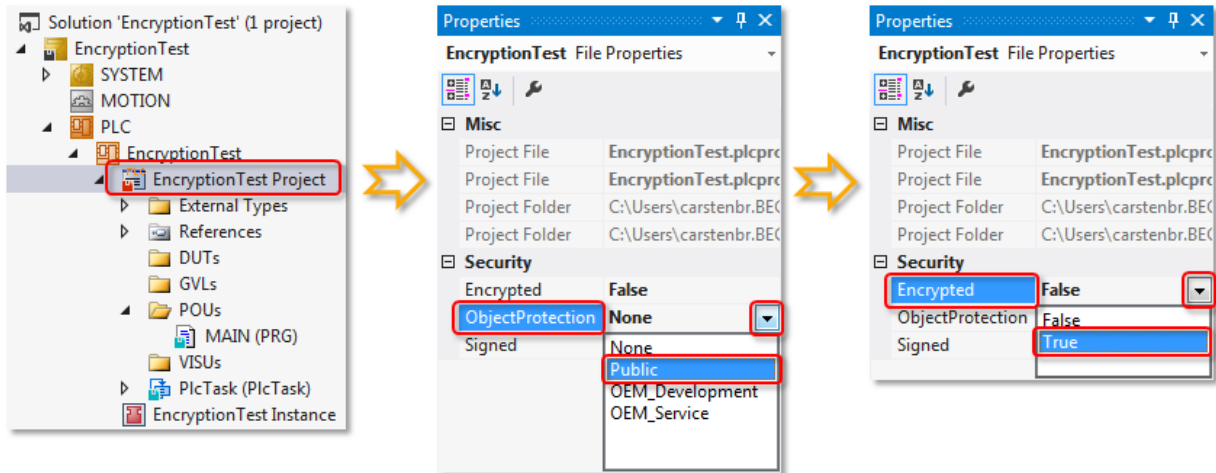 Solution 'EncryptionTest' (1 project)
EncryptionTest
SYSTEM
MOTION
PLC
EncryptionTest
EncryptionTest Project
External Types
References
DUTs
GVLs
POUs
MAIN (PRG)
VISUs
PlcTask (PlcTask)
EncryptionTest Instance
Properties
EncryptionTest File Properties
Misc
Project File EncryptionTest.plcpro
Project File EncryptionTest.plcpro
Project Folder C:\Users\carstenbr.BEC
Project Folder C:\Users\carstenbr.BEC
Security
Encrypted False
ObjectProtection None
Signed
None
Public
OEM_Development
OEM_Service
Properties
EncryptionTest File Properties
Misc
Project File EncryptionTest.plcpro
Project File EncryptionTest.plcpro
Project Folder C:\Users\carstenbr.BEC
Project Folder C:\Users\carstenbr.BEC
Security
Encrypted False
ObjectProtection False
Signed True